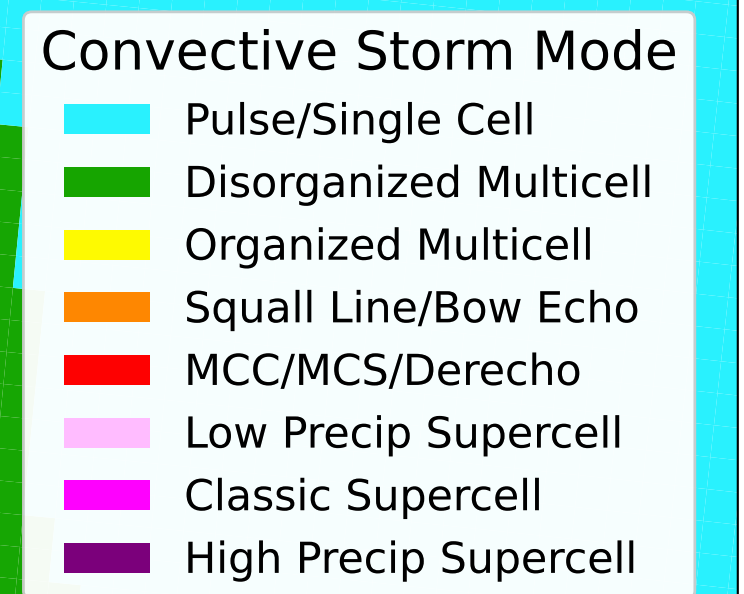 Convective Storm Mode
Pulse/Single Cell
Disorganized Multicell
Organized Multicell
Squall Line/Bow Echo
MCC/MCS/Derecho
Low Precip Supercell
Classic Supercell
High Precip Supercell